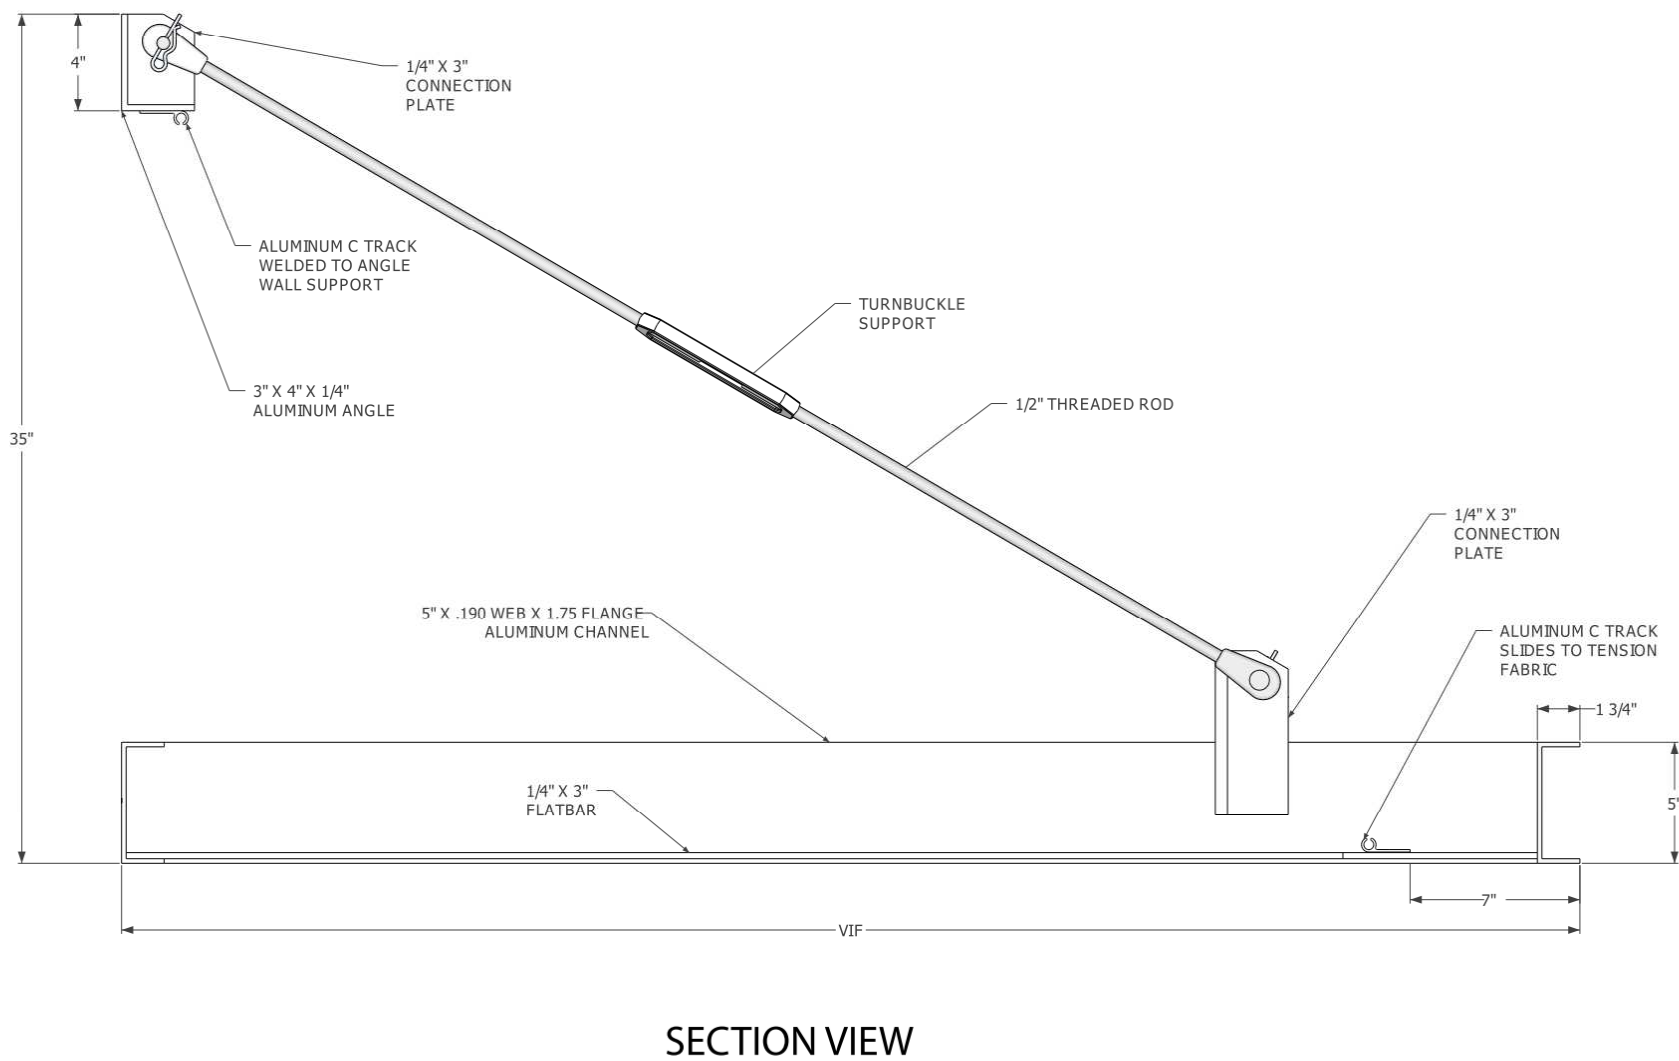 4"
1/4" X 3"
CONNECTION
PLATE
ALUMINUM C TRACK
WELDED TO ANGLE
WALL SUPPORT
TURNBUCKLE
SUPPORT
3" X 4" X 1/4"
ALUMINUM ANGLE
1/2" THREADED ROD
35"
1/4" X 3"
CONNECTION
PLATE
5" X .190 WEB X 1.75 FLANGE
ALUMINUM CHANNEL
ALUMINUM C TRACK
SLIDES TO TENSION
FABRIC
1 3/4"
1/4" X 3"
FLATBAR
5"
7"
VIF
SECTION VIEW